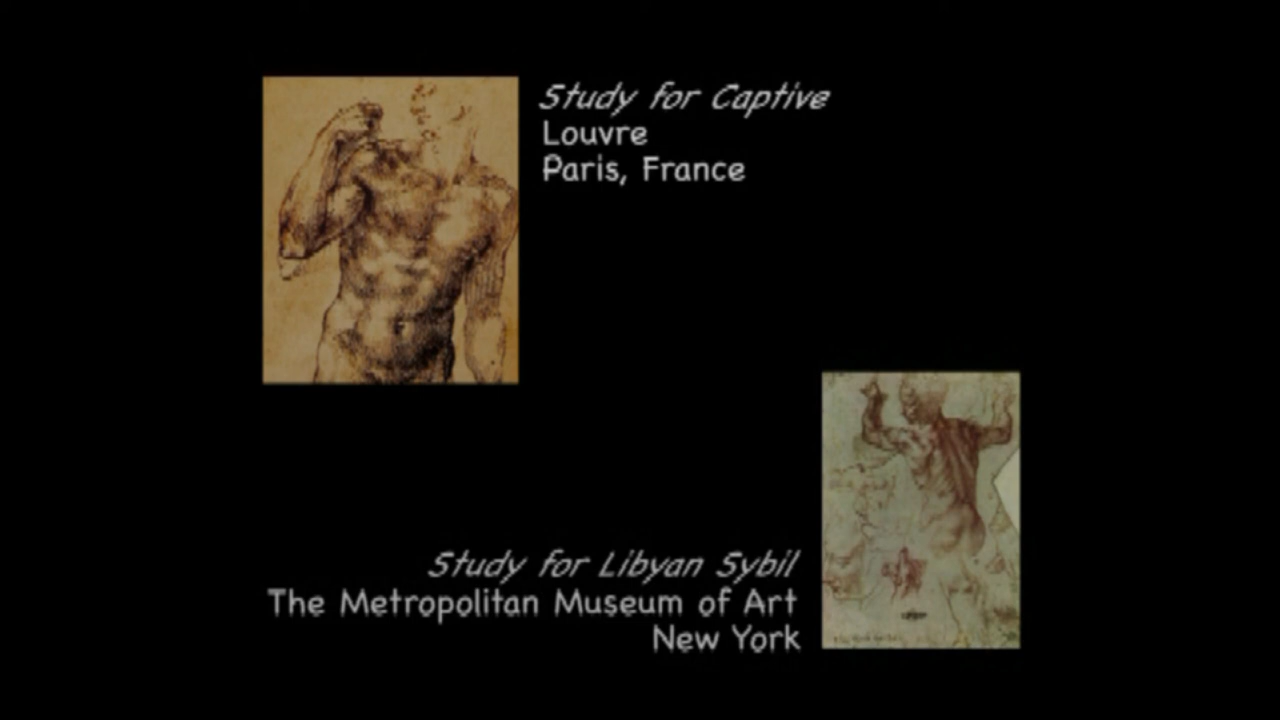 Study for Captive
Louvre
Paris, France
Study for Libyan Sybil
The Metropolitan Museum of Art
New York